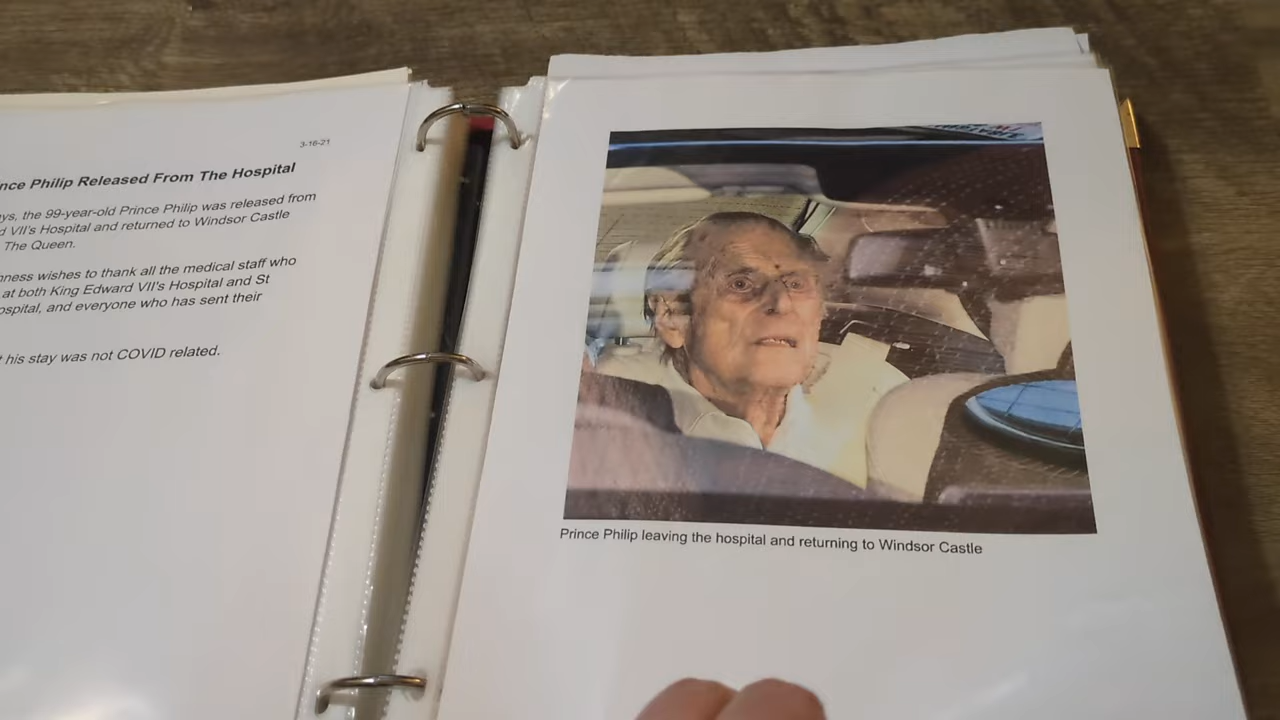 3-16-21
nce Philip Released From The Hospital
ys, the 99-year-old Prince Philip was released from
d VII's Hospital and returned to Windsor Castle
The Queen.
ness wishes to thank all the medical staff who
at both King Edward VII's Hospital and St
ospital, and everyone who has sent their
his stay was not COVID related.
Prince Philip leaving the hospital and returning to Windsor Castle